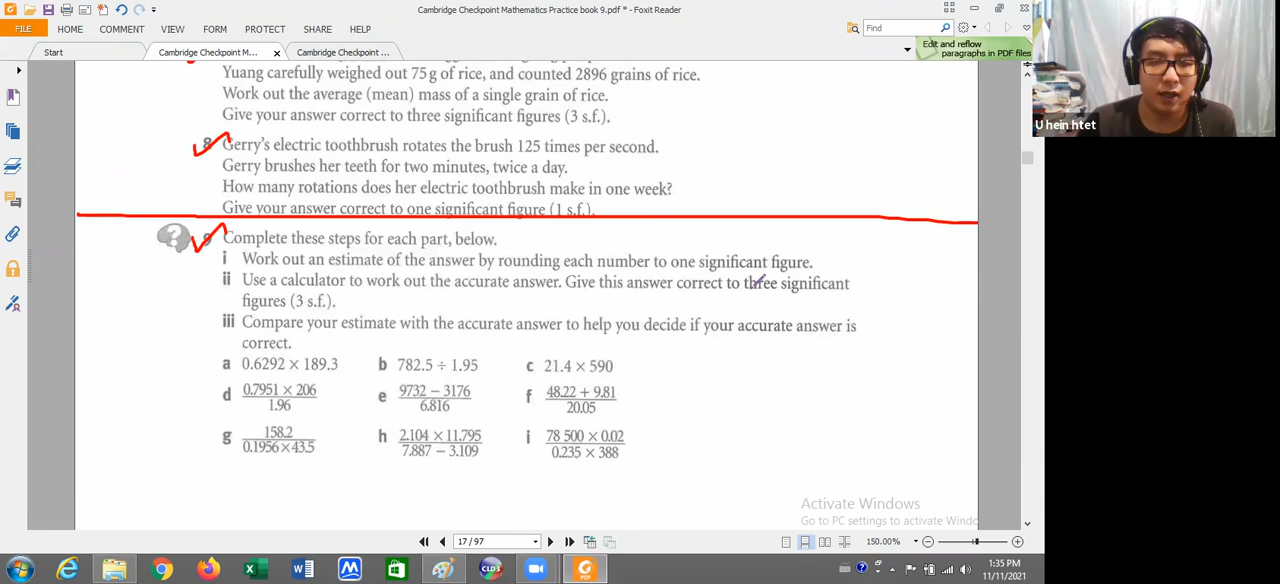 Cambridge Checkpoint Mathematics Practice book 9.pdf * - Foxit Reader
FILE HOME COMMENT VIEW FORM PROTECT SHARE HELP
Find
Edit and reflow
paragraphs in PDF files
Start Cambridge Checkpoint M... Cambridge Checkpoint ...
Yuang carefully weighed out 75 g of rice, and counted 2896 grains of rice.
Work out the average (mean) mass of a single grain of rice.
Give your answer correct to three significant figures (3 s.f.).
8 Gerry's electric toothbrush rotates the brush 125 times per second.
Gerry brushes her teeth for two minutes, twice a day.
How many rotations does her electric toothbrush make in one week?
Give your answer correct to one significant figure (1 s.f.).
? 9 Complete these steps for each part, below.
i Work out an estimate of the answer by rounding each number to one significant figure.
ii Use a calculator to work out the accurate answer. Give this answer correct to three significant
figures (3 s.f.).
iii Compare your estimate with the accurate answer to help you decide if your accurate answer is
correct.
a 0.6292 × 189.3 b 782.5 ÷ 1.95 c 21.4 × 590
d 0.7951 × 206 / 1.96 e 9732 − 3176 / 6.816 f 48.22 + 9.81 / 20.05
g 158.2 / 0.1956 × 43.5 h 2.104 × 11.795 / 7.887 − 3.109 i 78 500 × 0.02 / 0.235 × 388
U hein htet
Activate Windows
Go to PC settings to activate Windo
17 / 97
150.00%
CLD3
PDF
1:35 PM
11/11/2021